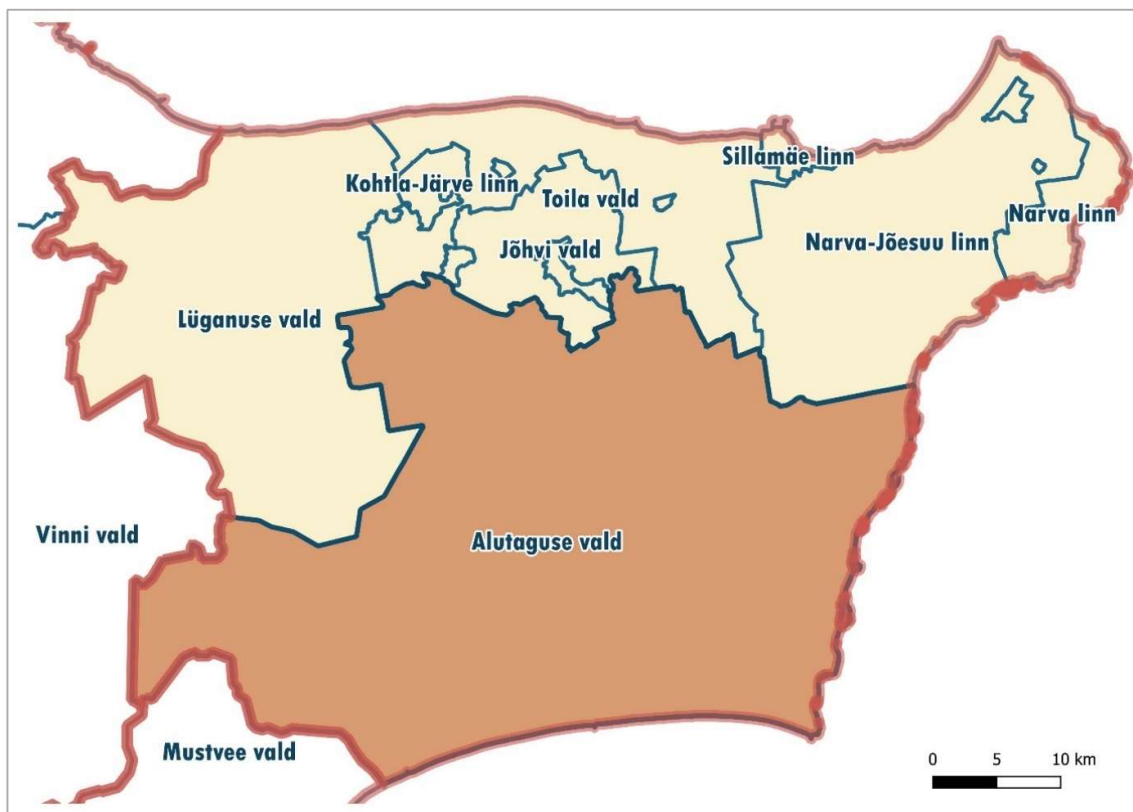 Sillamäe linn
Kohtla-Järve linn
Toila vald
Narva linn
Jõhvi vald
Narva-Jõesuu linn
Lüganuse vald
Vinni vald
Alutaguse vald
Mustvee vald
0 5 10 km